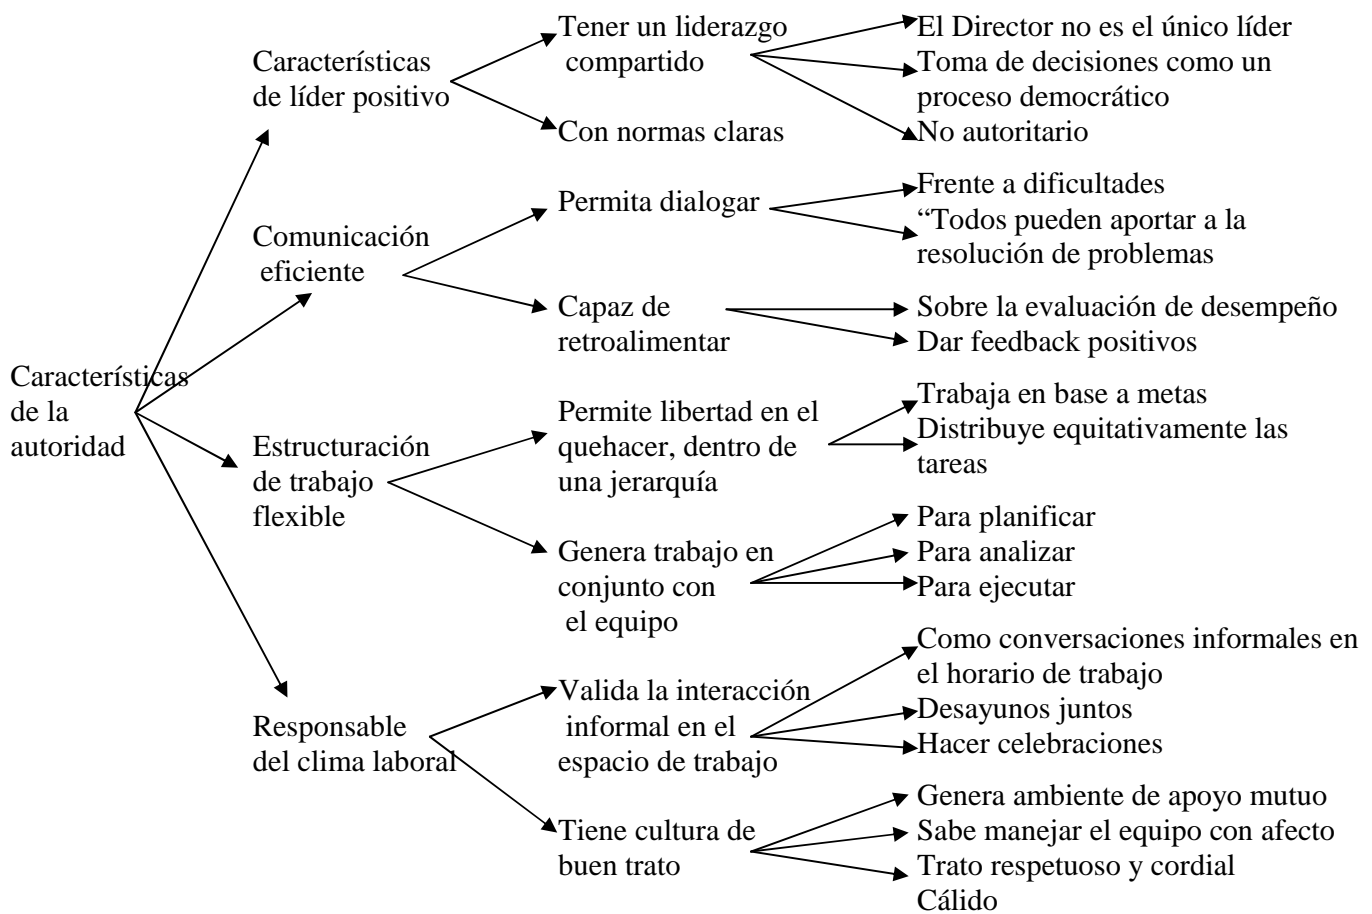 Características
de la
autoridad
Características
de líder positivo
Tener un liderazgo
compartido
El Director no es el único líder
Toma de decisiones como un
proceso democrático
No autoritario
Con normas claras
Comunicación
eficiente
Permita dialogar
Frente a dificultades
“Todos pueden aportar a la
resolución de problemas
Capaz de
retroalimentar
Sobre la evaluación de desempeño
Dar feedback positivos
Estructuración
de trabajo
flexible
Permite libertad en el
quehacer, dentro de
una jerarquía
Trabaja en base a metas
Distribuye equitativamente las
tareas
Genera trabajo en
conjunto con
el equipo
Para planificar
Para analizar
Para ejecutar
Responsable
del clima laboral
Valida la interacción
informal en el
espacio de trabajo
Como conversaciones informales en
el horario de trabajo
Desayunos juntos
Hacer celebraciones
Tiene cultura de
buen trato
Genera ambiente de apoyo mutuo
Sabe manejar el equipo con afecto
Trato respetuoso y cordial
Cálido